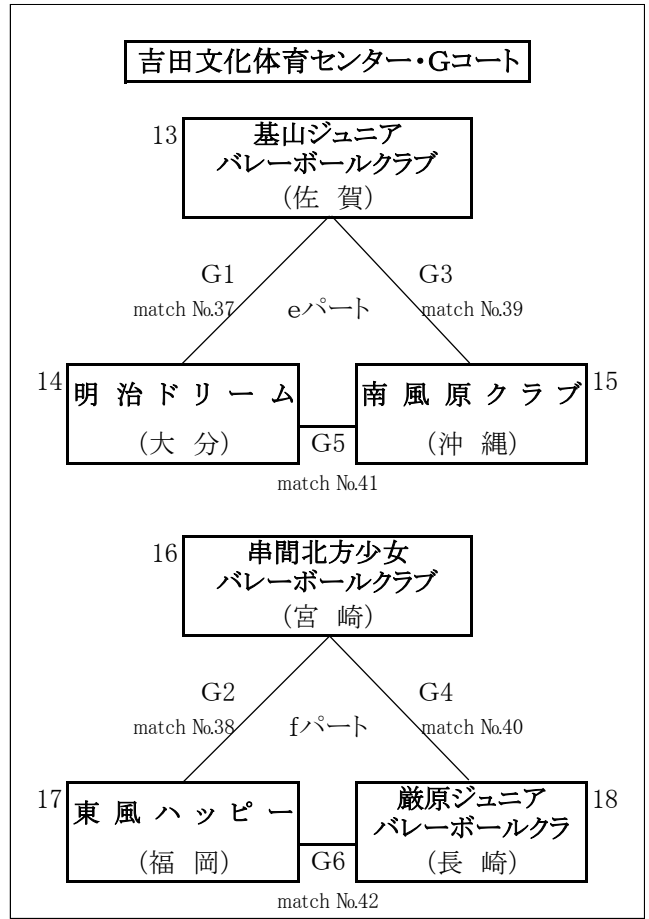 吉田文化体育センター・Gコート
13
基山ジュニア
バレーボールクラブ
(佐 賀)
G1
G3
match №37
eパート
match №39
14
明 治 ド リ ー ム
(大 分)
南 風 原 ク ラ ブ
(沖 縄)
15
G5
match №41
16
串間北方少女
バレーボールクラブ
(宮 崎)
G2
G4
match №38
fパート
match №40
17
東 風 ハ ッ ピ ー
(福 岡)
厳原ジュニア
バレーボールクラ
(長 崎)
18
G6
match №42